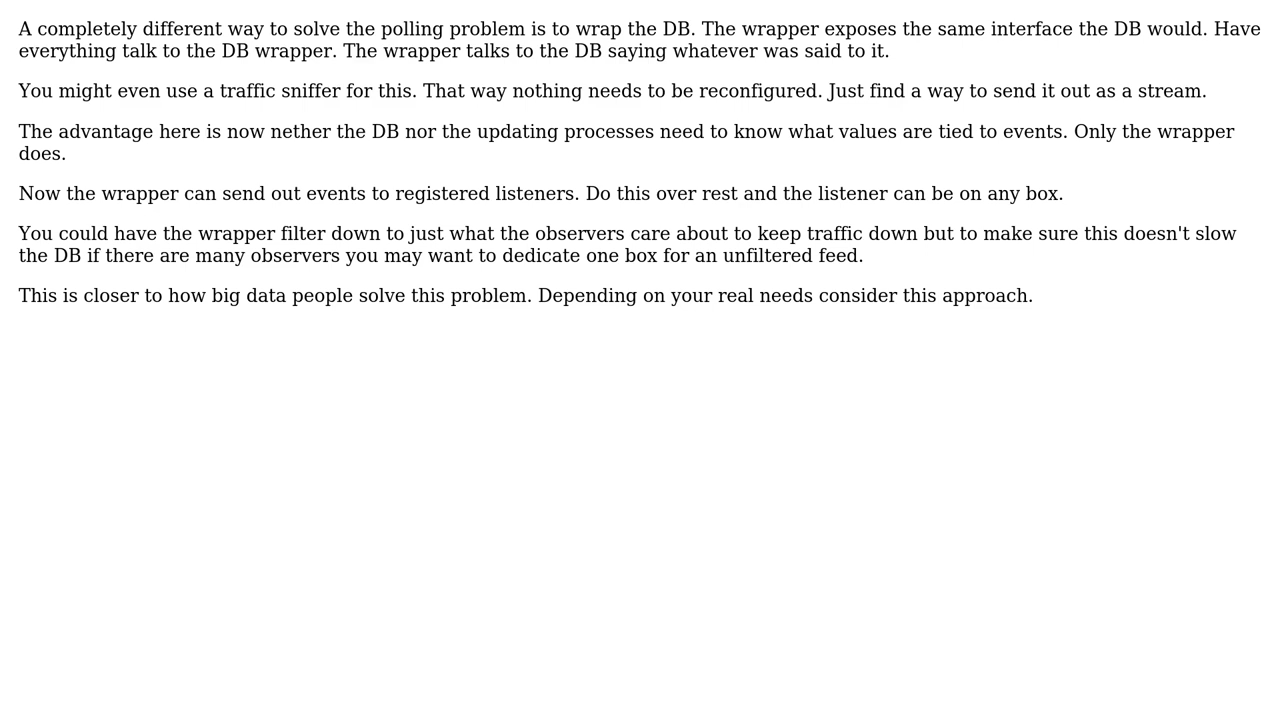 A completely different way to solve the polling problem is to wrap the DB. The wrapper exposes the same interface the DB would. Have
everything talk to the DB wrapper. The wrapper talks to the DB saying whatever was said to it.
You might even use a traffic sniffer for this. That way nothing needs to be reconfigured. Just find a way to send it out as a stream.
The advantage here is now nether the DB nor the updating processes need to know what values are tied to events. Only the wrapper
does.
Now the wrapper can send out events to registered listeners. Do this over rest and the listener can be on any box.
You could have the wrapper filter down to just what the observers care about to keep traffic down but to make sure this doesn't slow
the DB if there are many observers you may want to dedicate one box for an unfiltered feed.
This is closer to how big data people solve this problem. Depending on your real needs consider this approach.